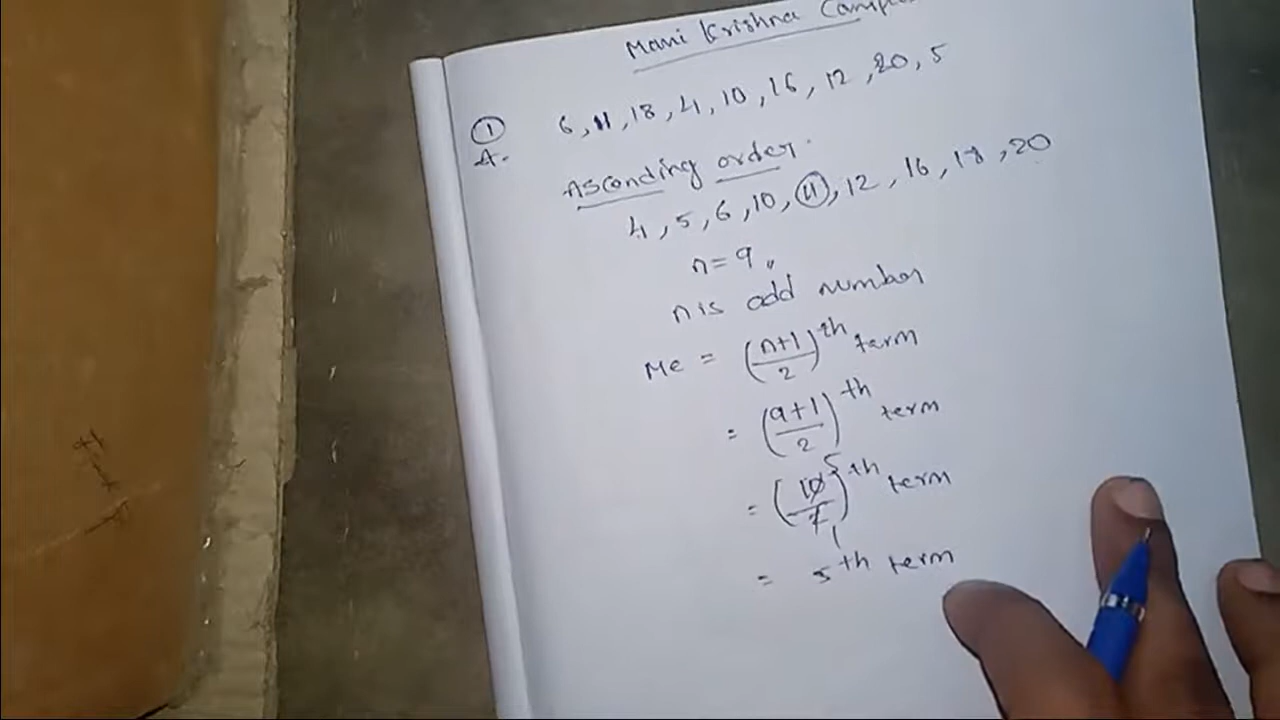 Mani Krishna
① 6, 11, 18, 4, 10, 16, 12, 20, 5
A.
Ascending order.
4, 5, 6, 10, 11, 12, 16, 18, 20
n = 9,,
n is odd number
Me = (n+1/2)th term
= (9+1/2)th term
= (10/2)th term 5 1
= 5th term